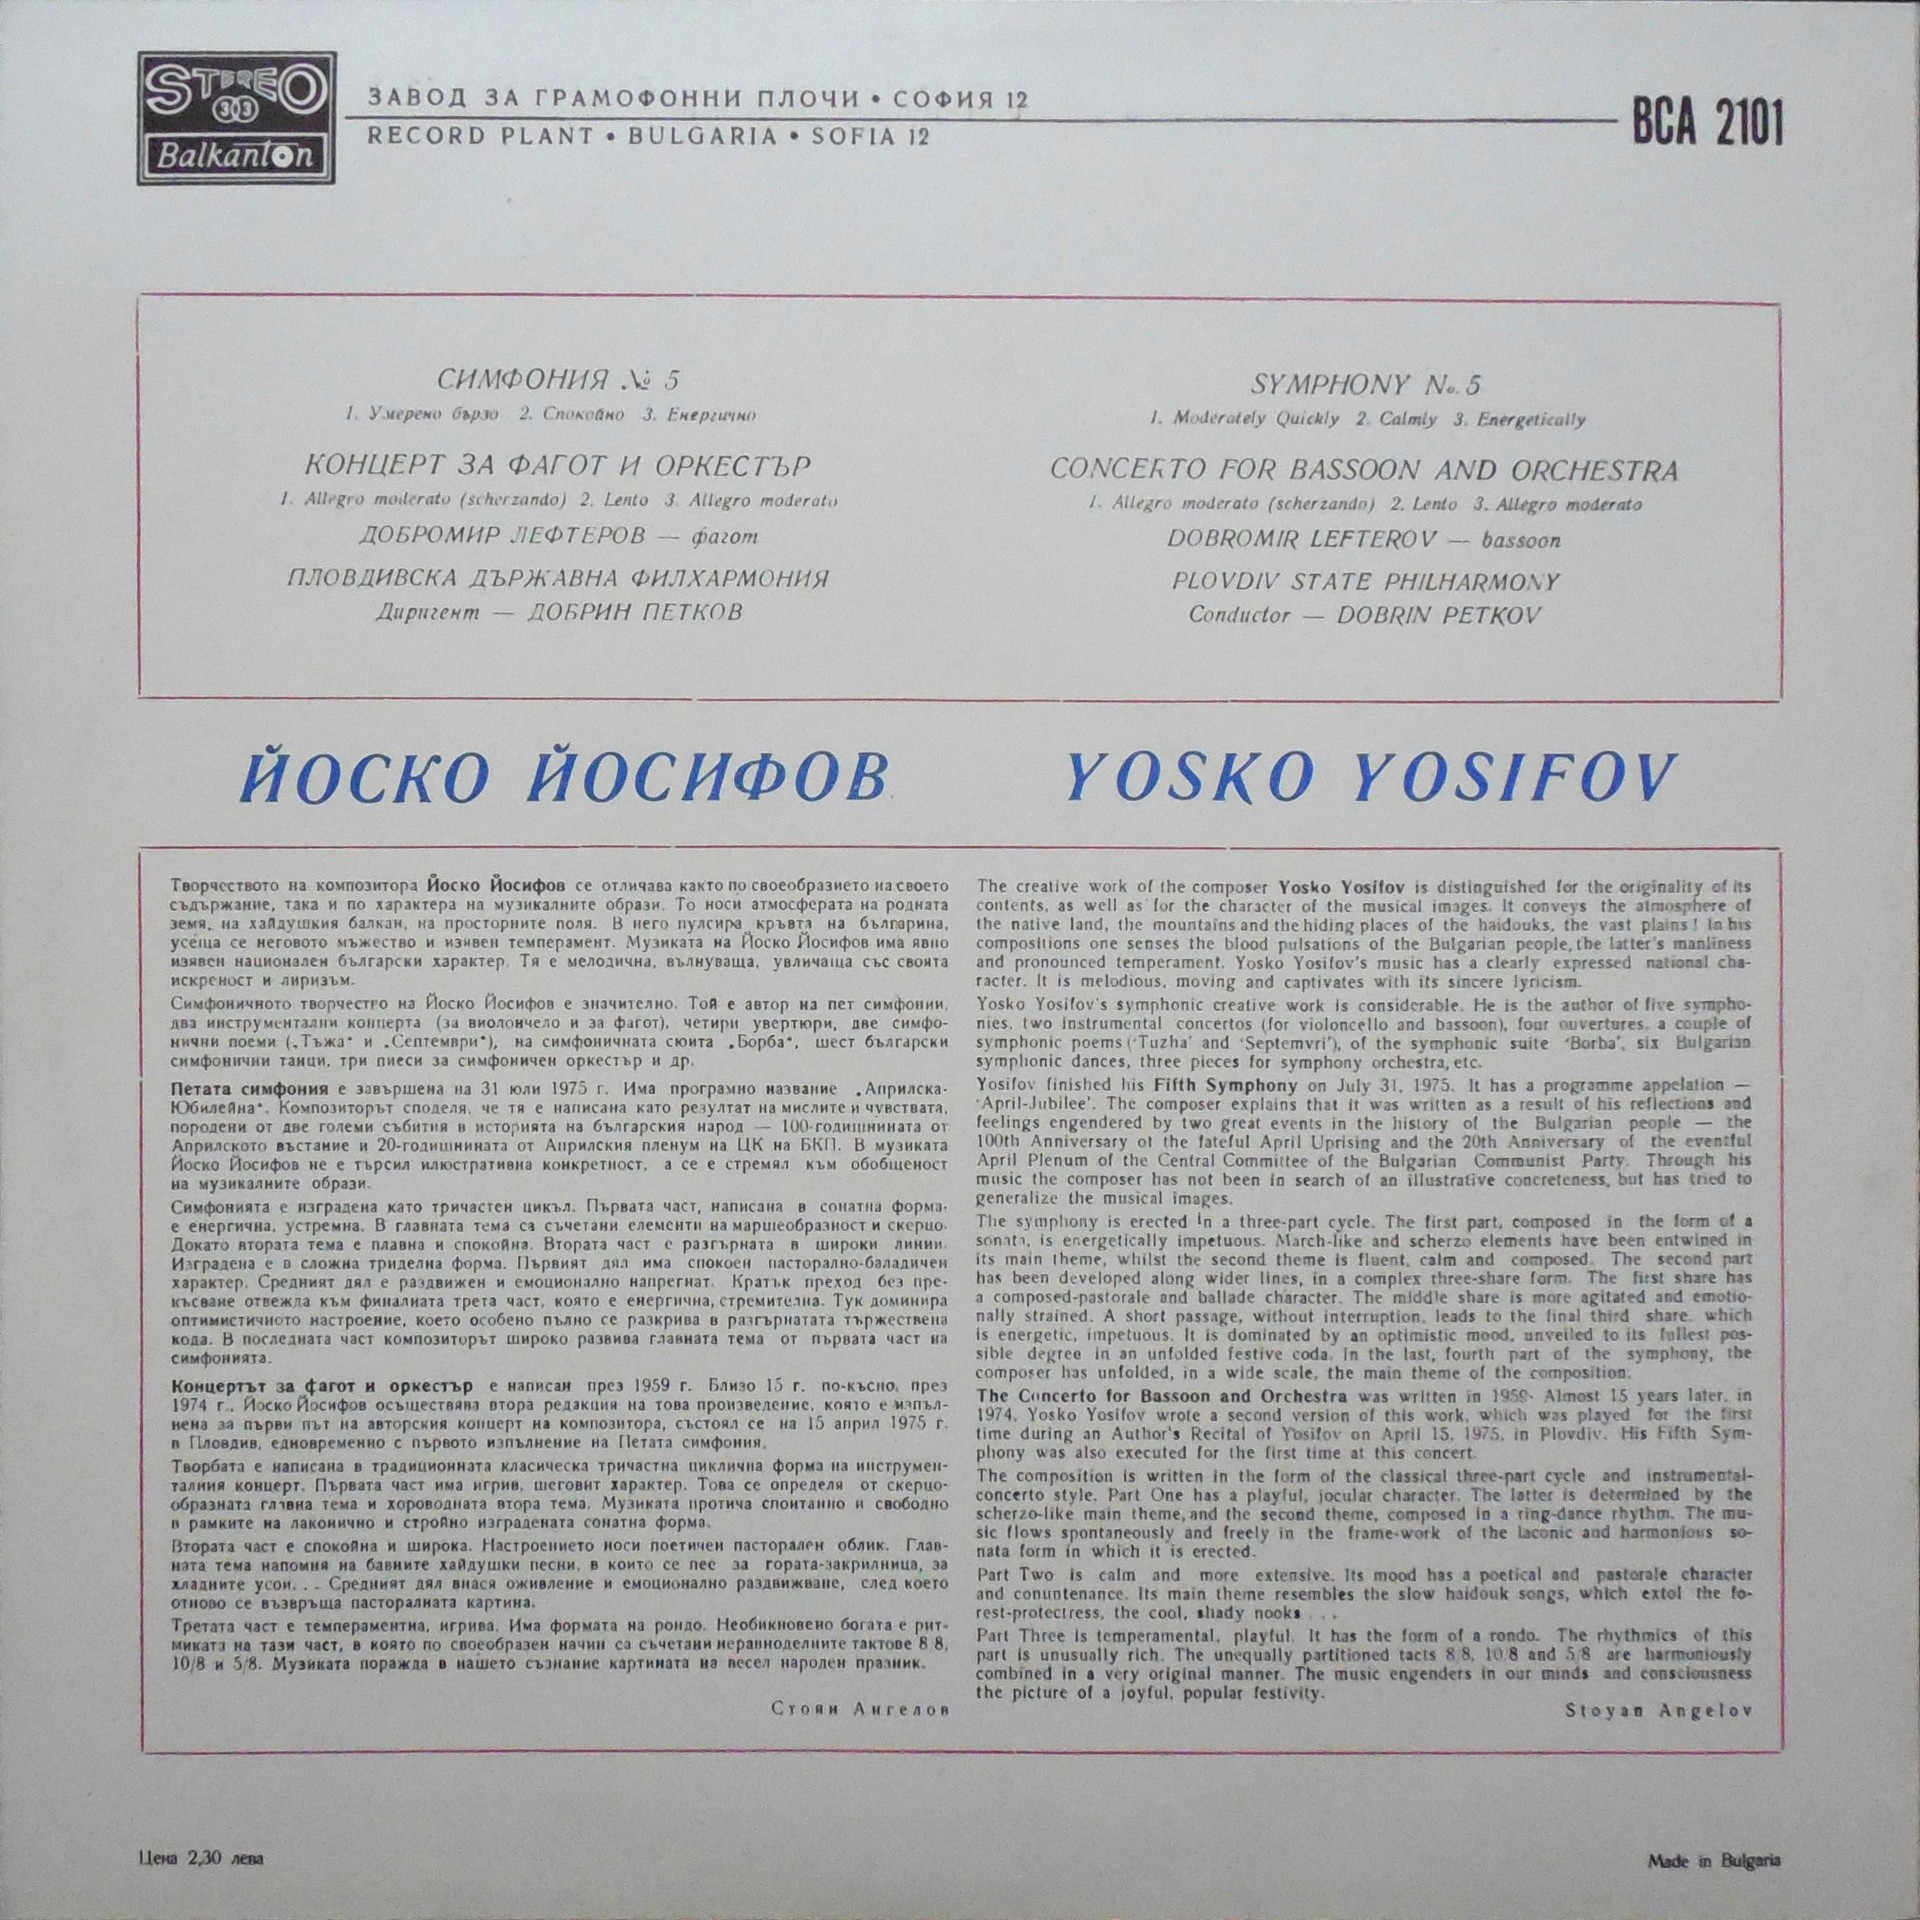 STEREO
33
Balkanton
ЗАВОД ЗА ГРАМОФОННИ ПЛОЧИ • СОФИЯ 12
RECORD PLANT • BULGARIA • SOFIA 12
BCA 2101
СИМФОНИЯ № 5
1. Умерено бързо 2. Спокойно 3. Енергично
КОНЦЕРТ ЗА ФАГОТ И ОРКЕСТЪР
1. Allegro moderato (scherzando) 2. Lento 3. Allegro moderato
ДОБРОМИР ЛЕФТЕРОВ — фагот
ПЛОВДИВСКА ДЪРЖАВНА ФИЛХАРМОНИЯ
Диригент — ДОБРИН ПЕТКОВ
SYMPHONY No. 5
1. Moderately Quickly 2. Calmly 3. Energetically
CONCERTO FOR BASSOON AND ORCHESTRA
1. Allegro moderato (scherzando) 2. Lento 3. Allegro moderato
DOBROMIR LEFTEROV — bassoon
PLOVDIV STATE PHILHARMONY
Conductor — DOBRIN PETKOV
ЙОСКО ЙОСИФОВ
YOSKO YOSIFOV
Творчеството на композитора Йоско Йосифов се отличава както по своеобразието на своето
съдържание, така и по характера на музикалните образи. То носи атмосферата на родната
земя, на хайдушкия балкан, на просторните поля. В него пулсира кръвта на българина,
усеща се неговото мъжество и изявен темперамент. Музиката на Йоско Йосифов има явно
изявен национален български характер. Тя е мелодична, вълнуваща, увличаща със своята
искреност и лиризъм.
Симфоничното творчество на Йоско Йосифов е значително. Той е автор на пет симфонии,
два инструментални концерта (за виолончело и за фагот), четири увертюри, две симфо-
нични поеми („Тъжа“ и „Септември“), на симфоничната сюита „Борба“, шест български
симфонични танци, три пиеси за симфоничен оркестър и др.
Петата симфония е завършена на 31 юли 1975 г. Има програмно название „Априлска-
Юбилейна“. Композиторът споделя, че тя е написана като резултат на мислите и чувствата,
породени от две големи събития в историята на българския народ — 100-годишнината от
Априлското въстание и 20-годишнината от Априлския пленум на ЦК на БКП. В музиката
Йоско Йосифов не е търсил илюстративна конкретност, а се е стремял към обобщеност
на музикалните образи.
Симфонията е изградена като тричастен цикъл. Първата част, написана в сонатна форма,
е енергична, устремна. В главната тема са съчетани елементи на маршеобразност и скерцо.
Докато втората тема е плавна и спокойна. Втората част е разгърната в широки линии.
Изградена е в сложна триделна форма. Първият дял има спокоен пасторално-баладичен
характер. Средният дял е раздвижен и емоционално напрегнат. Кратък преход без пре-
късване отвежда към финалната трета част, която е енергична, стремителна. Тук доминира
оптимистичното настроение, което особено пълно се разкрива в разгърнатата тържествена
кода. В последната част композиторът широко развива главната тема от първата част на
симфонията.
Концертът за фагот и оркестър е написан през 1959 г. Близо 15 г. по-късно, през
1974 г., Йоско Йосифов осъществява втора редакция на това произведение, която е изпъл-
нена за първи път на авторския концерт на композитора, състоял се на 15 април 1975 г.
в Пловдив, едновременно с първото изпълнение на Петата симфония.
Творбата е написана в традиционната класическа тричастна циклична форма на инструмен-
талния концерт. Първата част има игрив, шеговит характер. Това се определя от скерцо-
образната главна тема и хороводната втора тема. Музиката протича спонтанно и свободно
в рамките на лаконично и стройно изградената сонатна форма.
Втората част е спокойна и широка. Настроението носи поетичен пасторален облик. Глав-
ната тема напомня на бавните хайдушки песни, в които се пее за гората-закрилница, за
хладните усои. . . Средният дял внася оживление и емоционално раздвижване, след което
отново се възвръща пасторалната картина.
Третата част е темпераментна, игрива. Има формата на рондо. Необикновено богата е рит-
миката на тази част, в която по своеобразен начин са съчетани неравноделните тактове 8/8,
10/8 и 5/8. Музиката поражда в нашето съзнание картината на весел народен празник.
Стоян Ангелов
The creative work of the composer Yosko Yosifov is distinguished for the originality of its
contents, as well as for the character of the musical images. It conveys the atmosphere of
the native land, the mountains and the hiding places of the haidouks, the vast plains! In his
compositions one senses the blood pulsations of the Bulgarian people, the latter's manliness
and pronounced temperament. Yosko Yosifov's music has a clearly expressed national cha-
racter. It is melodious, moving and captivates with its sincere lyricism.
Yosko Yosifov's symphonic creative work is considerable. He is the author of five sympho-
nies, two instrumental concertos (for violoncello and bassoon), four ouvertures, a couple of
symphonic poems ('Tuzha' and 'Septemvri'), of the symphonic suite 'Borba', six Bulgarian
symphonic dances, three pieces for symphony orchestra, etc.
Yosifov finished his Fifth Symphony on July 31, 1975. It has a programme appelation —
'April-Jubilee'. The composer explains that it was written as a result of his reflections and
feelings engendered by two great events in the history of the Bulgarian people — the
100th Anniversary of the fateful April Uprising and the 20th Anniversary of the eventful
April Plenum of the Central Committee of the Bulgarian Communist Party. Through his
music the composer has not been in search of an illustrative concreteness, but has tried to
generalize the musical images.
The symphony is erected in a three-part cycle. The first part, composed in the form of a
sonata, is energetically impetuous. March-like and scherzo elements have been entwined in
its main theme, whilst the second theme is fluent, calm and composed. The second part
has been developed along wider lines, in a complex three-share form. The first share has
a composed-pastorale and ballade character. The middle share is more agitated and emotio-
nally strained. A short passage, without interruption, leads to the final third share, which
is energetic, impetuous. It is dominated by an optimistic mood, unveiled to its fullest pos-
sible degree in an unfolded festive coda. In the last, fourth part of the symphony, the
composer has unfolded, in a wide scale, the main theme of the composition.
The Concerto for Bassoon and Orchestra was written in 1959. Almost 15 years later, in
1974, Yosko Yosifov wrote a second version of this work, which was played for the first
time during an Author's Recital of Yosifov on April 15, 1975, in Plovdiv. His Fifth Sym-
phony was also executed for the first time at this concert.
The composition is written in the form of the classical three-part cycle and instrumental-
concerto style. Part One has a playful, jocular character. The latter is determined by the
scherzo-like main theme, and the second theme, composed in a ring-dance rhythm. The mu-
sic flows spontaneously and freely in the frame-work of the laconic and harmonious so-
nata form in which it is erected.
Part Two is calm and more extensive. Its mood has a poetical and pastorale character
and conuntenance. Its main theme resembles the slow haidouk songs, which extol the fo-
rest-protectress, the cool, shady nooks . . .
Part Three is temperamental, playful. It has the form of a rondo. The rhythmics of this
part is unusually rich. The unequally partitioned tacts 8/8, 10/8 and 5/8 are harmoniously
combined in a very original manner. The music engenders in our minds and consciousness
the picture of a joyful, popular festivity.
Stoyan Angelov
Цена 2,30 лева
Made in Bulgaria